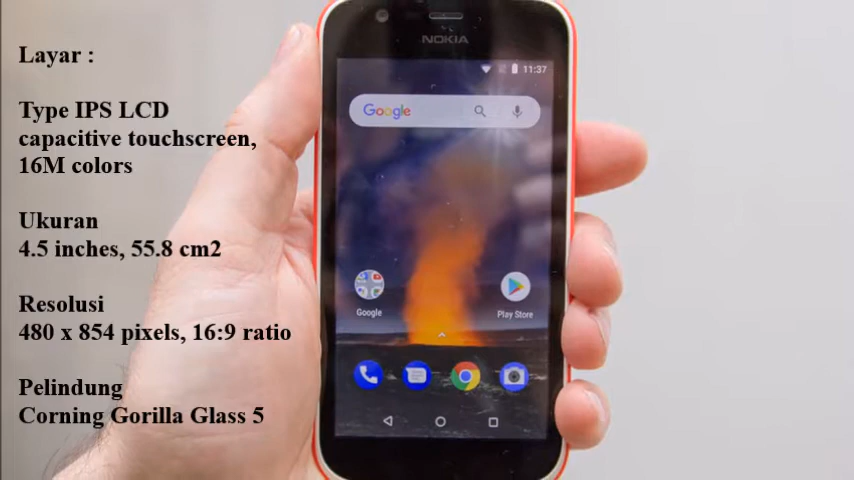 Layar :
Type IPS LCD
capacitive touchscreen,
16M colors
Ukuran
4.5 inches, 55.8 cm2
Resolusi
480 x 854 pixels, 16:9 ratio
Pelindung
Corning Gorilla Glass 5
NOKIA
11:37
Google
Google
Play Store